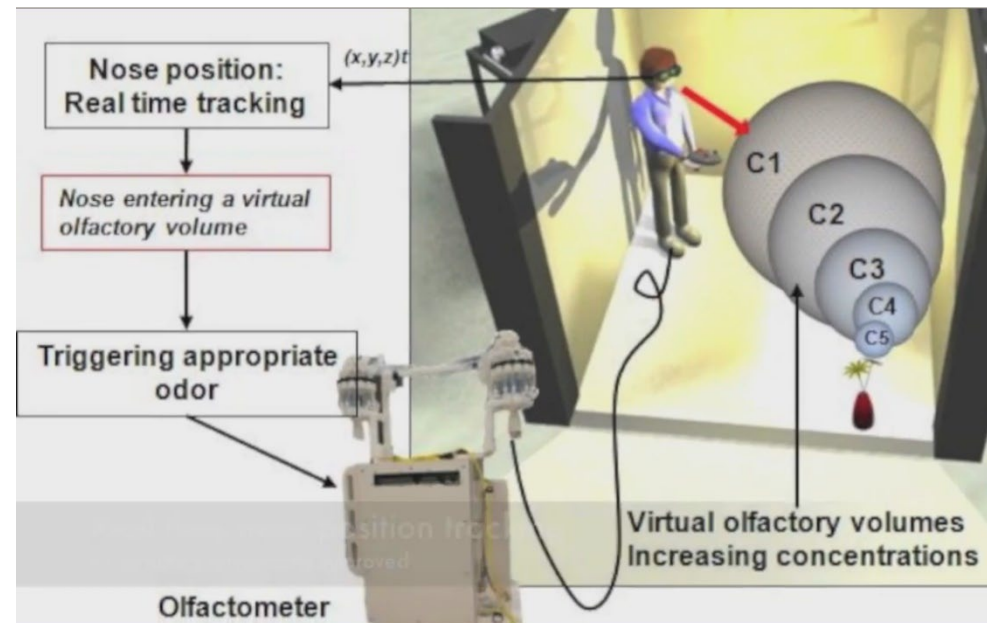 Nose position:
Real time tracking
(x,y,z)t
Nose entering a virtual
olfactory volume
Triggering appropriate
odor
C1
C2
C3
C4
C5
Virtual olfactory volumes
Increasing concentrations
Olfactometer